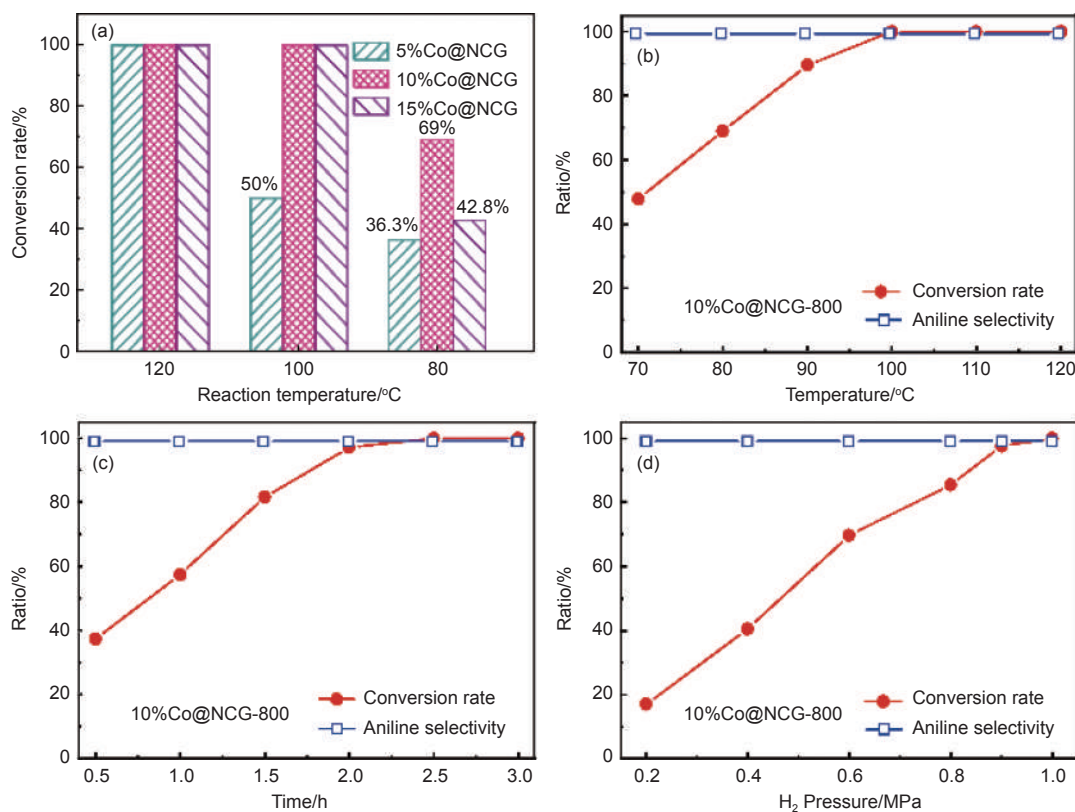 (a)
5%Co@NCG
10%Co@NCG
15%Co@NCG
69%
50%
36.3%
42.8%
100
80
60
40
20
0
Conversion rate/%
120 100 80
Reaction temperature/°C
(b)
100
80
60
40
20
0
Ratio/%
Conversion rate
10%Co@NCG-800
Aniline selectivity
70 80 90 100 110 120
Temperature/°C
(c)
100
80
60
40
20
0
Ratio/%
Conversion rate
10%Co@NCG-800
Aniline selectivity
0.5 1.0 1.5 2.0 2.5 3.0
Time/h
(d)
100
80
60
40
20
0
Ratio/%
Conversion rate
10%Co@NCG-800
Aniline selectivity
0.2 0.4 0.6 0.8 1.0
H₂ Pressure/MPa